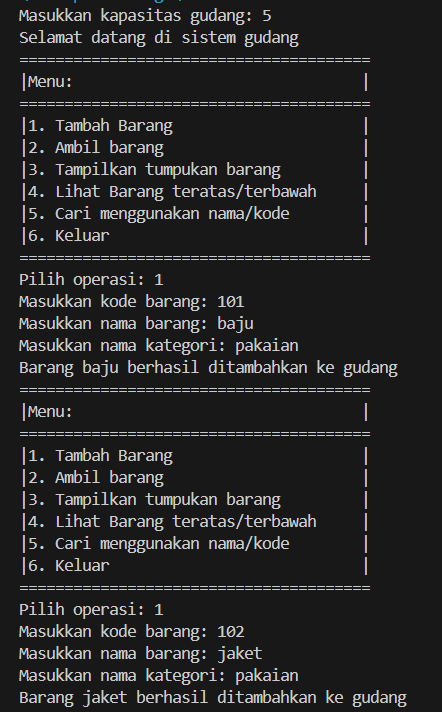 Masukkan kapasitas gudang: 5
Selamat datang di sistem gudang
=======================================
|Menu:                                |
=======================================
|1. Tambah Barang                     |
|2. Ambil barang                      |
|3. Tampilkan tumpukan barang         |
|4. Lihat Barang teratas/terbawah     |
|5. Cari menggunakan nama/kode        |
|6. Keluar                            |
=======================================
Pilih operasi: 1
Masukkan kode barang: 101
Masukkan nama barang: baju
Masukkan nama kategori: pakaian
Barang baju berhasil ditambahkan ke gudang
=======================================
|Menu:                                |
=======================================
|1. Tambah Barang                     |
|2. Ambil barang                      |
|3. Tampilkan tumpukan barang         |
|4. Lihat Barang teratas/terbawah     |
|5. Cari menggunakan nama/kode        |
|6. Keluar                            |
=======================================
Pilih operasi: 1
Masukkan kode barang: 102
Masukkan nama barang: jaket
Masukkan nama kategori: pakaian
Barang jaket berhasil ditambahkan ke gudang